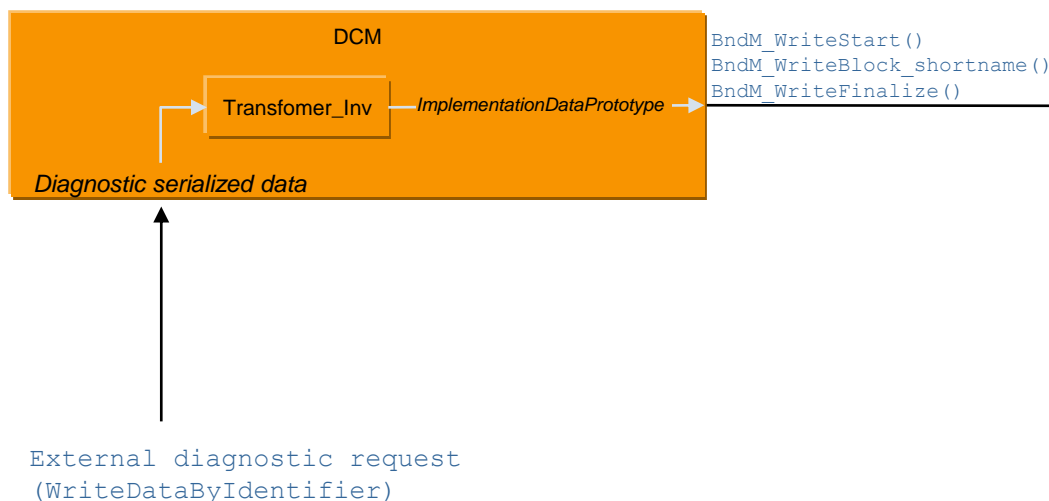 DCM
BndM_WriteStart()
BndM_WriteBlock_shortname()
BndM_WriteFinalize()
Transfomer_Inv
ImplementationDataPrototype
Diagnostic serialized data
External diagnostic request
(WriteDataByIdentifier)